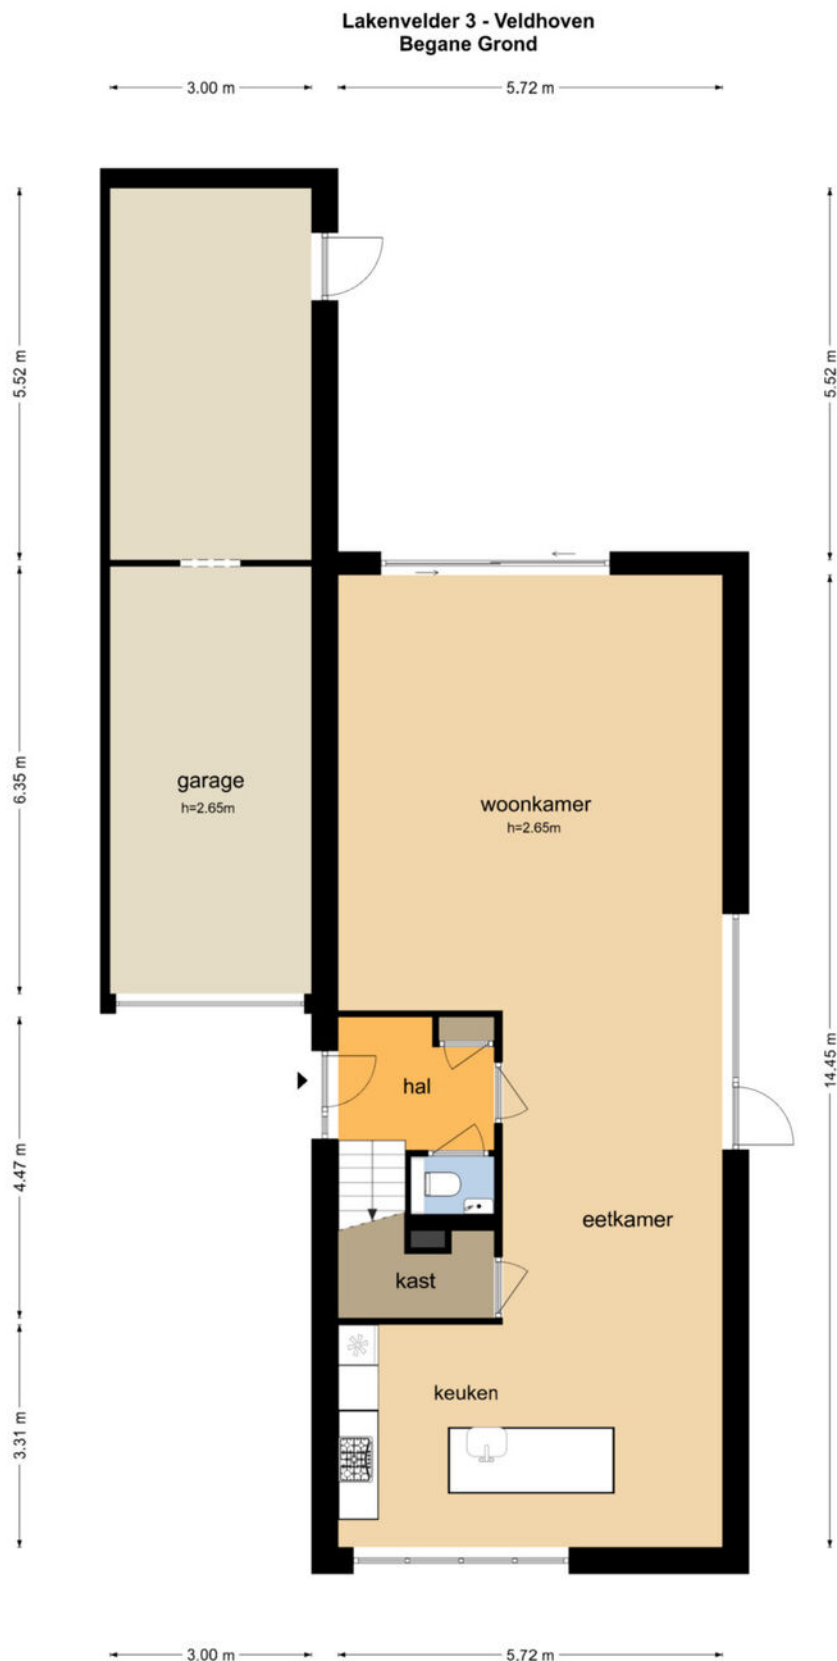 Lakenvelder 3 - Veldhoven
Begane Grond
3.00 m
5.72 m
5.52 m
5.52 m
6.35 m
garage
h=2.65m
woonkamer
h=2.65m
14.45 m
hal
4.47 m
eetkamer
kast
keuken
3.31 m
3.00 m
5.72 m